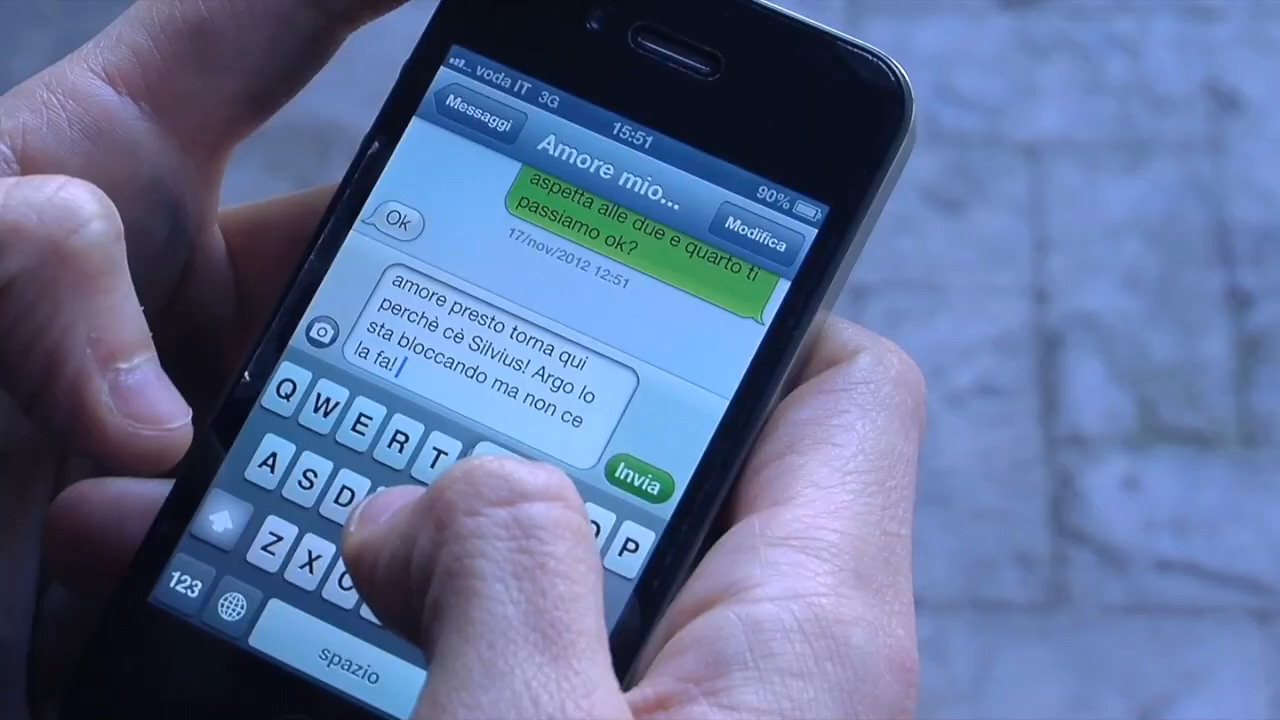 voda IT 3G 15:51 90%
Messaggi Amore mio... Modifica
aspetta alle due e quarto ti
passiamo ok?
Ok
17/nov/2012 12:51
amore presto torna qui
perchè cè Silvius! Argo lo
sta bloccando ma non ce
la fa!
Invia
Q W E R T P
A S D
Z X
123
spazio